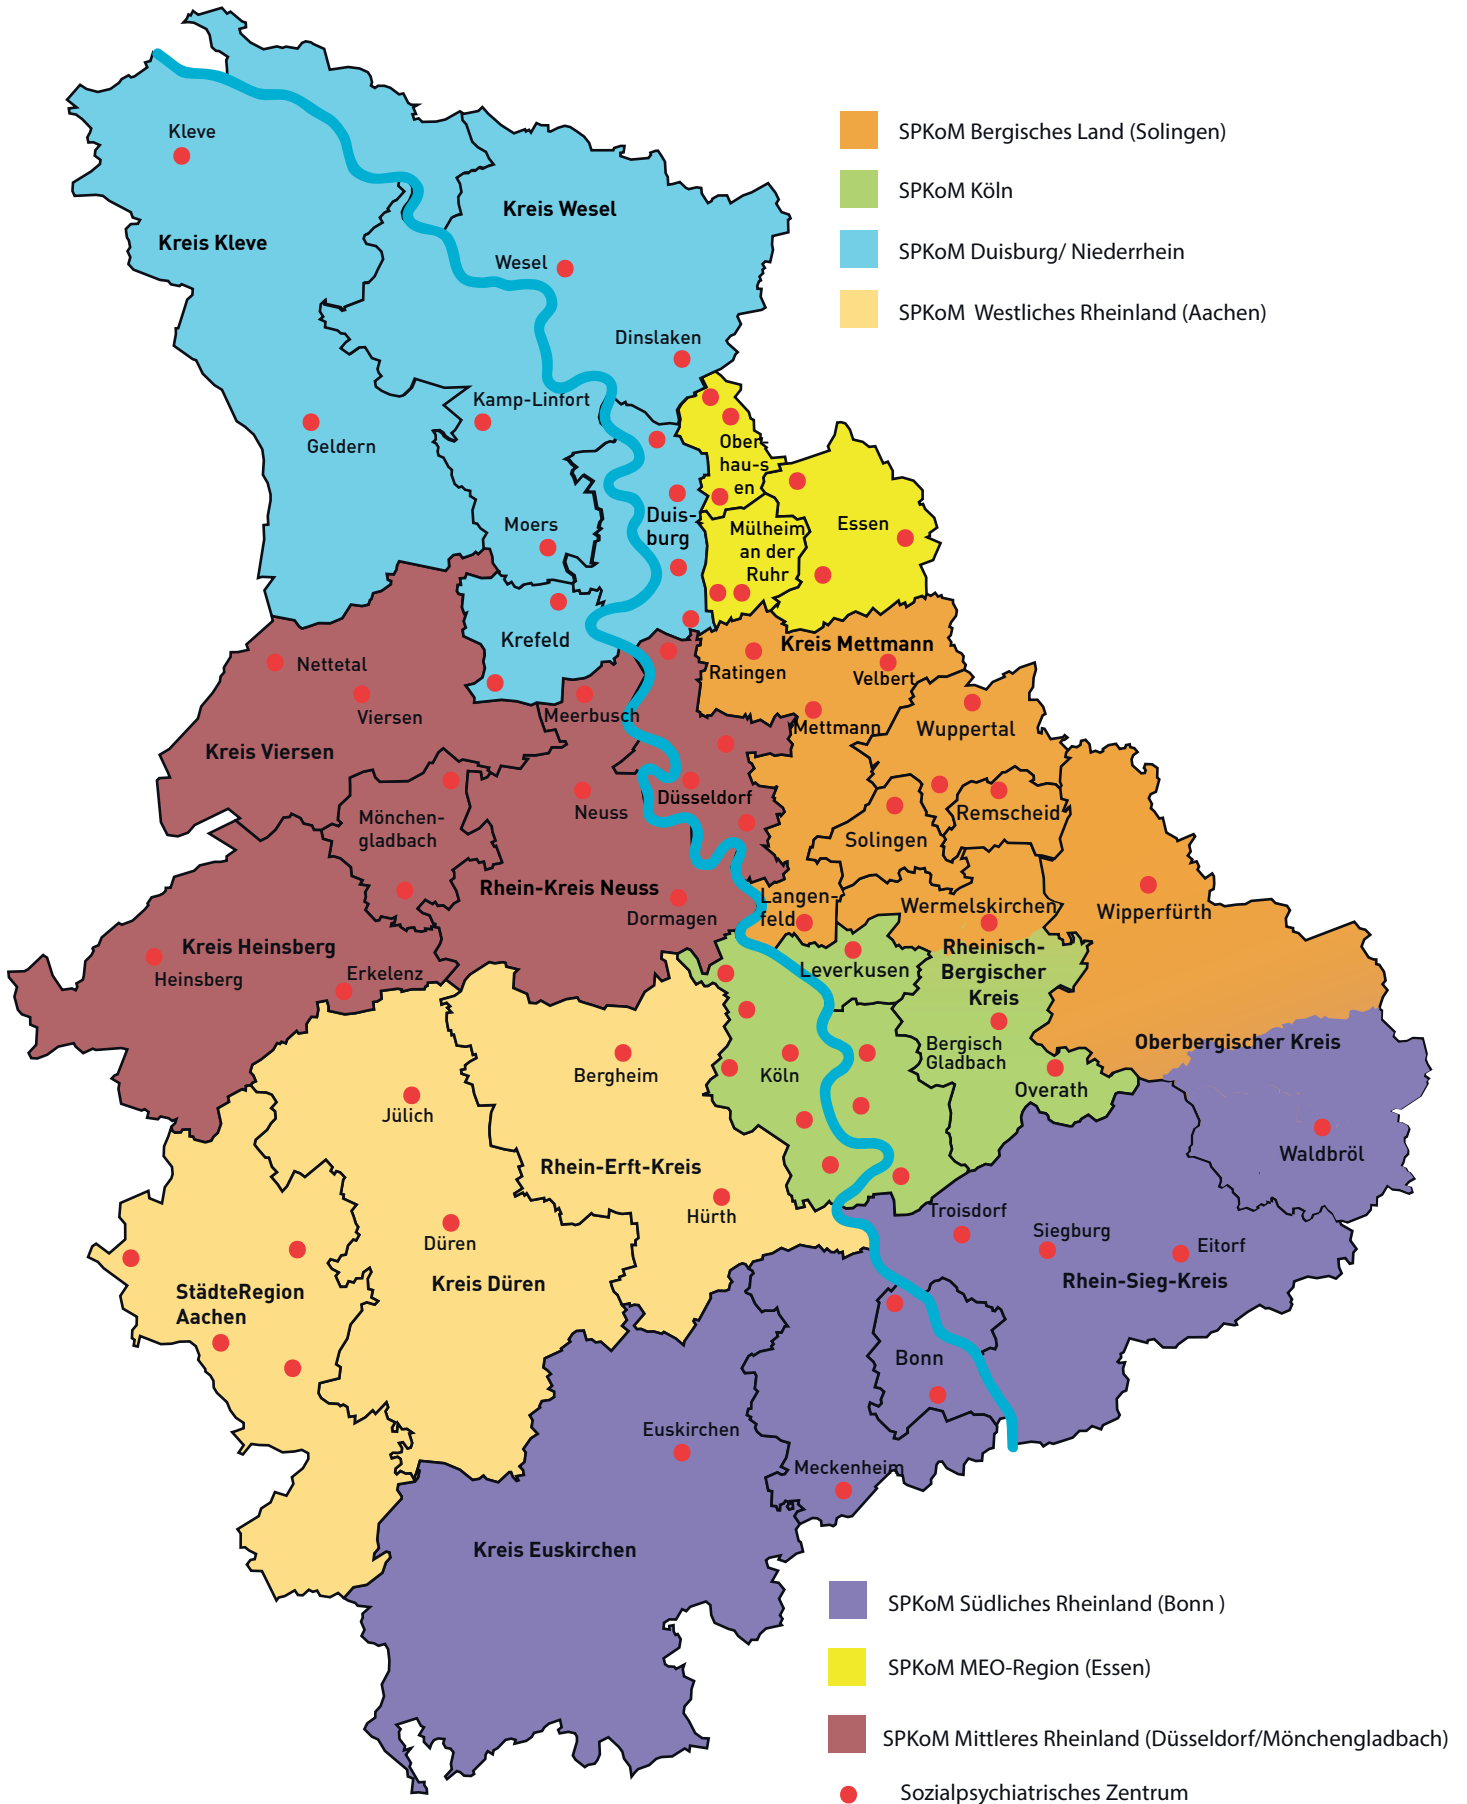 Kleve
SPKoM Bergisches Land (Solingen)
SPKoM Köln
Kreis Wesel
Kreis Kleve
SPKoM Duisburg/ Niederrhein
Wesel
SPKoM Westliches Rheinland (Aachen)
Dinslaken
Kamp-Linfort
Geldern
Ober-
hau-s
en
Duis-
burg
Moers
Essen
Mülheim
an der
Ruhr
Krefeld
Kreis Mettmann
Nettetal
Ratingen
Velbert
Viersen
Meerbusch
Mettmann
Wuppertal
Kreis Viersen
Düsseldorf
Neuss
Remscheid
Mönchen-
gladbach
Solingen
Rhein-Kreis Neuss
Langen-
feld
Wermelskirchen
Wipperfürth
Dormagen
Kreis Heinsberg
Rheinisch-
Bergischer
Kreis
Leverkusen
Heinsberg
Erkelenz
Bergisch
Gladbach
Oberbergischer Kreis
Bergheim
Köln
Overath
Jülich
Waldbröl
Rhein-Erft-Kreis
Hürth
Troisdorf
Siegburg
Eitorf
Düren
Rhein-Sieg-Kreis
Kreis Düren
StädteRegion
Aachen
Bonn
Euskirchen
Meckenheim
Kreis Euskirchen
SPKoM Südliches Rheinland (Bonn )
SPKoM MEO-Region (Essen)
SPKoM Mittleres Rheinland (Düsseldorf/Mönchengladbach)
Sozialpsychiatrisches Zentrum